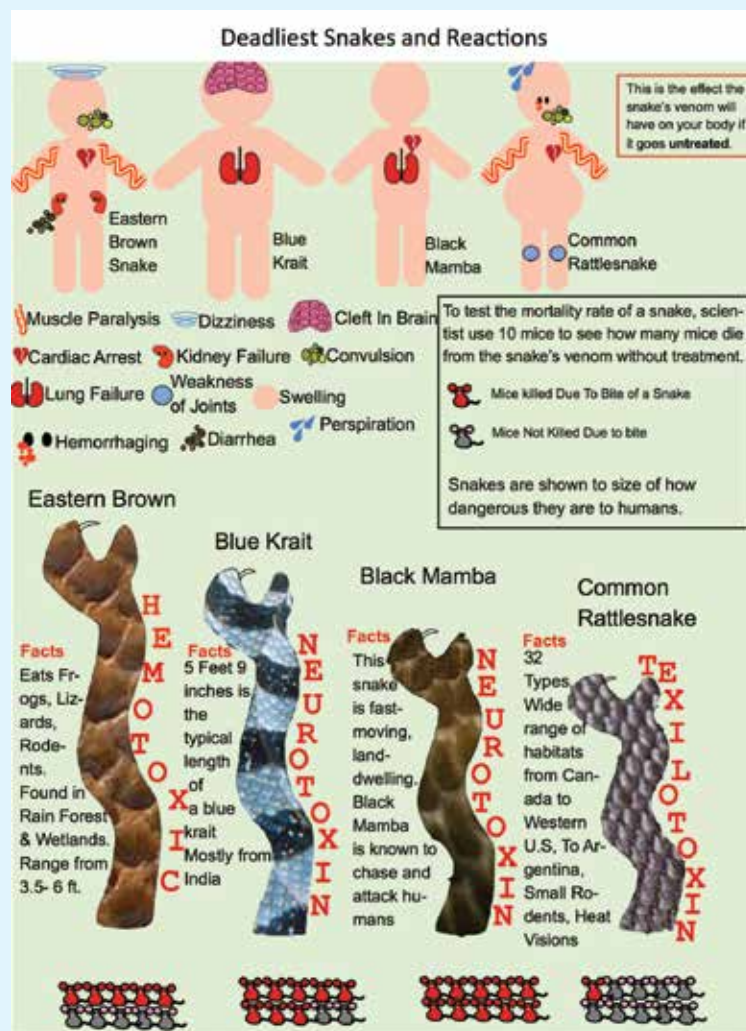 Deadliest Snakes and Reactions
This is the effect the
snake's venom will
have on your body if
it goes untreated.
Eastern
Brown
Snake
Blue
Krait
Black
Mamba
Common
Rattlesnake
Muscle Paralysis
Dizziness
Cleft In Brain
Cardiac Arrest
Kidney Failure
Convulsion
Lung Failure
Weakness
of Joints
Swelling
Hemorrhaging
Diarrhea
Perspiration
To test the mortality rate of a snake, scien-
tist use 10 mice to see how many mice die
from the snake's venom without treatment.
Mice killed Due To Bite of a Snake
Mice Not Killed Due to bite
Snakes are shown to size of how
dangerous they are to humans.
Eastern Brown
Facts
Eats Fr-
ogs, Liz-
ards,
Rode-
nts.
Found in
Rain Forest
& Wetlands.
Range from
3.5- 6 ft.
HEMOTOXIC
Blue Krait
Facts
5 Feet 9
inches is
the
typical
length
of
a blue
krait
Mostly from
India
NEUROTOXIN
Black Mamba
Facts
This
snake
is fast-
moving,
land-
dwelling.
Black
Mamba
is known to
chase and
attack hu-
mans
NEUROTOXIN
Common
Rattlesnake
Facts
32
Types,
Wide
range of
habitats
from Can-
ada to
Western
U.S, To Ar-
gentina,
Small Ro-
dents, Heat
Visions
TEXILOTOXIN